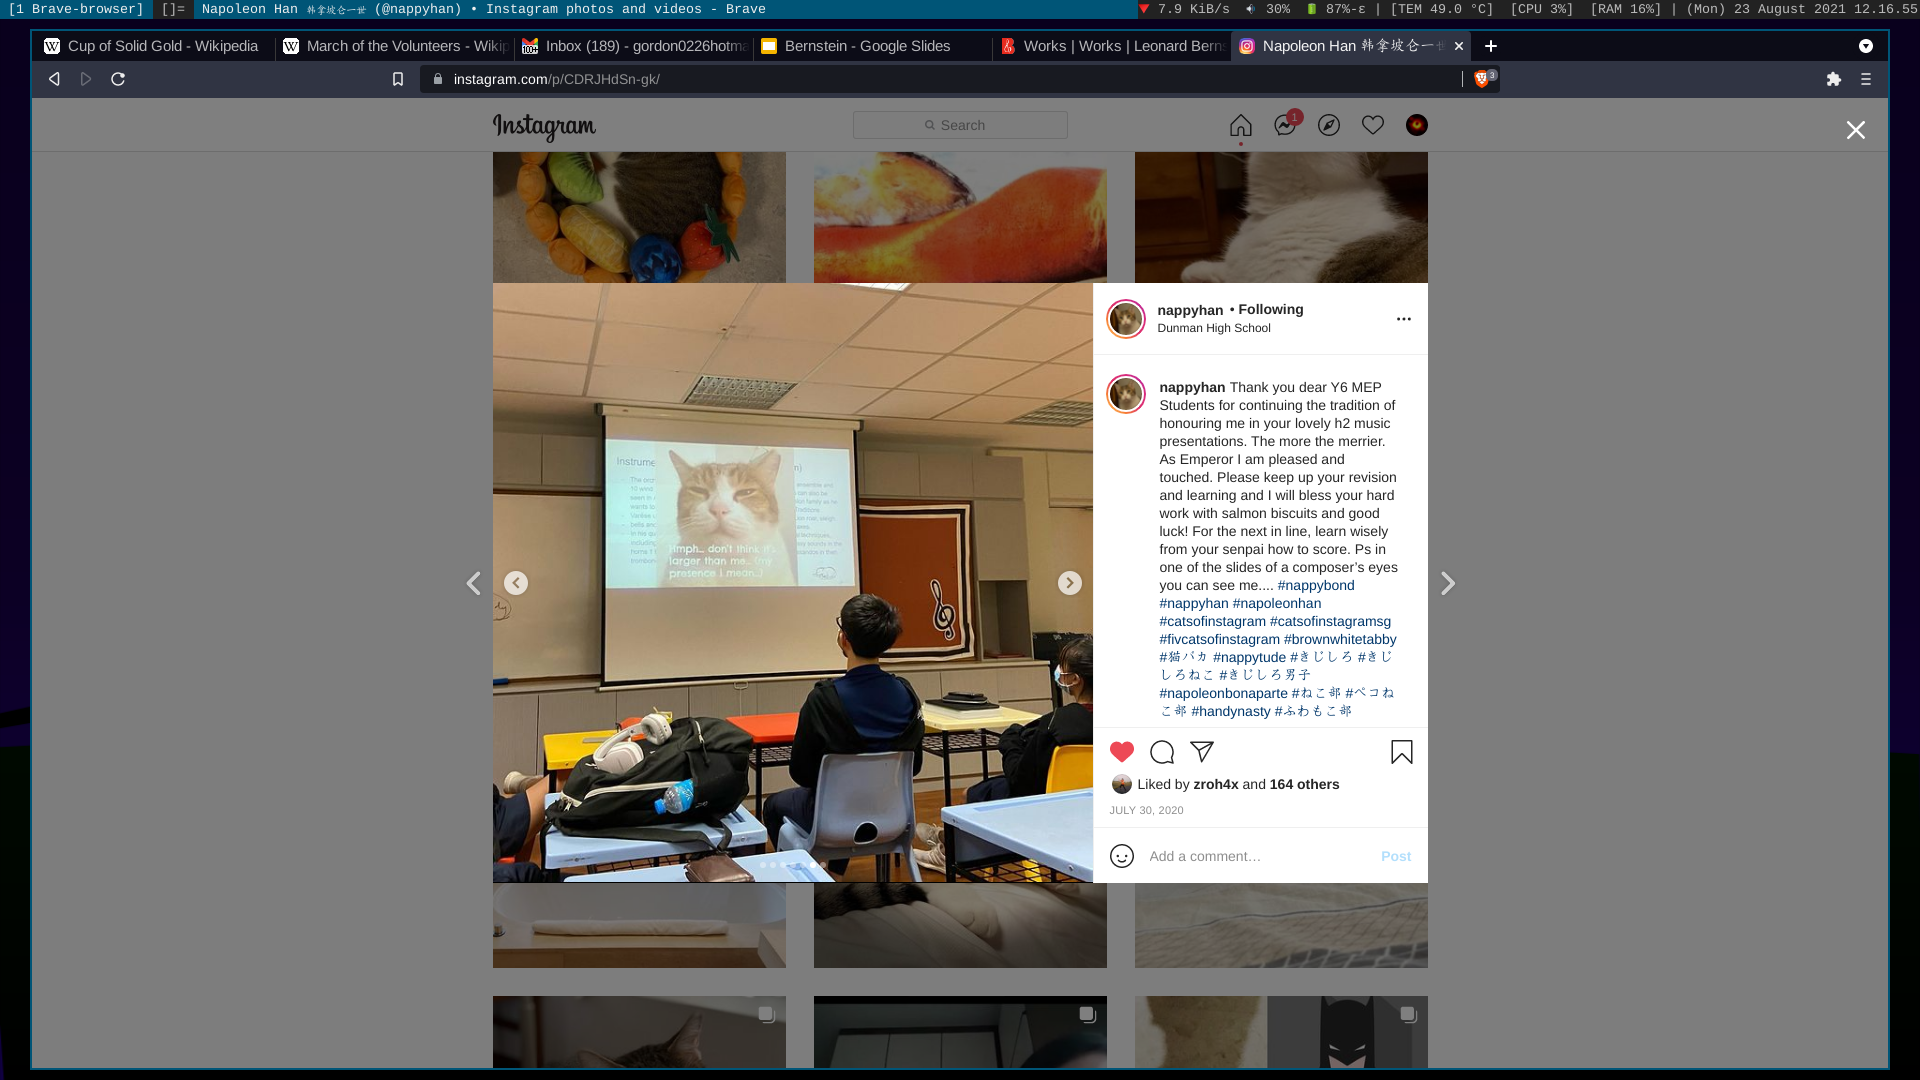 [1 Brave-browser] []= Napoleon Han 韩拿坡仑一世 (@nappyhan) • Instagram photos and videos - Brave
7.9 KiB/s 30% 87%-ε | [TEM 49.0 °C] [CPU 3%] [RAM 16%] | (Mon) 23 August 2021 12.16.55
Cup of Solid Gold - Wikipedia
March of the Volunteers - Wikip
Inbox (189) - gordon0226hotma
Bernstein - Google Slides
Works | Works | Leonard Berns
Napoleon Han 韩拿坡仑一世
instagram.com/p/CDRJHdSn-gk/
3
Instagram
Search
1
nappyhan • Following
Dunman High School
nappyhan Thank you dear Y6 MEP
Students for continuing the tradition of
honouring me in your lovely h2 music
presentations. The more the merrier.
As Emperor I am pleased and
touched. Please keep up your revision
and learning and I will bless your hard
work with salmon biscuits and good
luck! For the next in line, learn wisely
from your senpai how to score. Ps in
one of the slides of a composer’s eyes
you can see me.... #nappybond
#nappyhan #napoleonhan
#catsofinstagram #catsofinstagramsg
#fivcatsofinstagram #brownwhitetabby
#猫バカ #nappytude #きじしろ #きじ
しろねこ #きじしろ男子
#napoleonbonaparte #ねこ部 #ペコね
こ部 #handynasty #ふわもこ部
Instrume
Hmph... don't think it's
larger than me... (my
presence I mean...)
Liked by zroh4x and 164 others
JULY 30, 2020
Add a comment…
Post